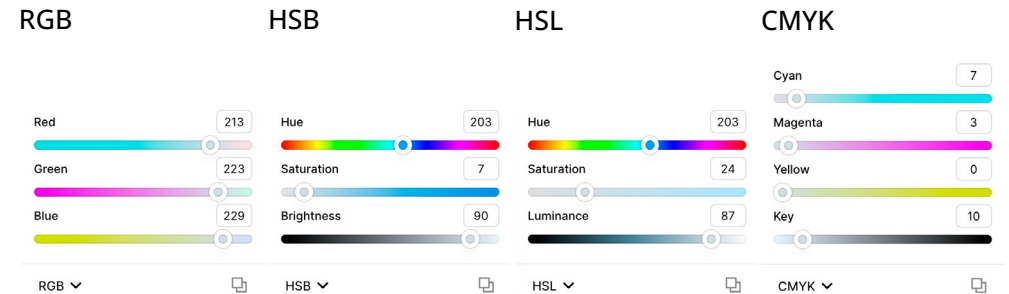 RGB
Red 213
Green 223
Blue 229
RGB
HSB
Hue 203
Saturation 7
Brightness 90
HSB
HSL
Hue 203
Saturation 24
Luminance 87
HSL
CMYK
Cyan 7
Magenta 3
Yellow 0
Key 10
CMYK